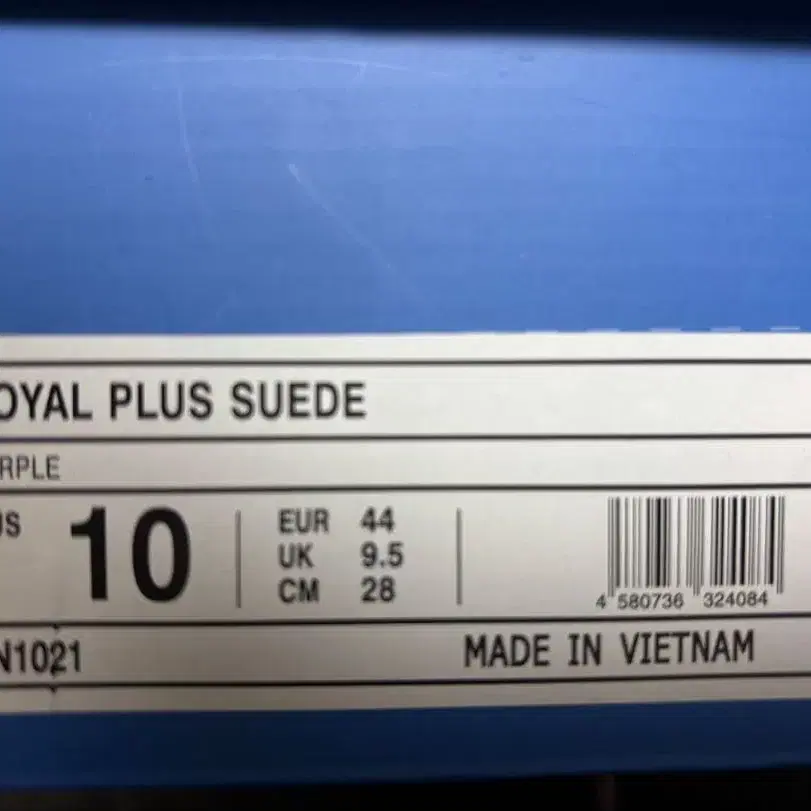 OYAL PLUS SUEDE
RPLE
US 10
EUR 44
UK 9.5
CM 28
4 580736 324084
N1021
MADE IN VIETNAM